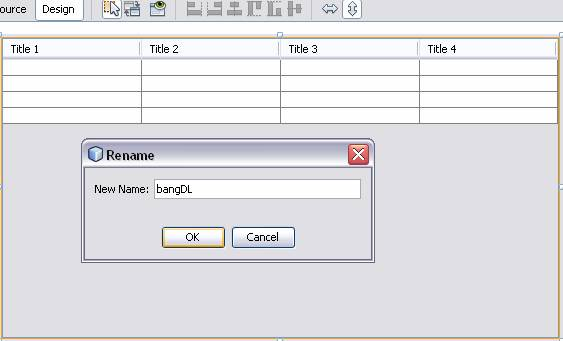 ource Design
Title 1 Title 2 Title 3 Title 4
Rename
New Name: bangDL
OK Cancel